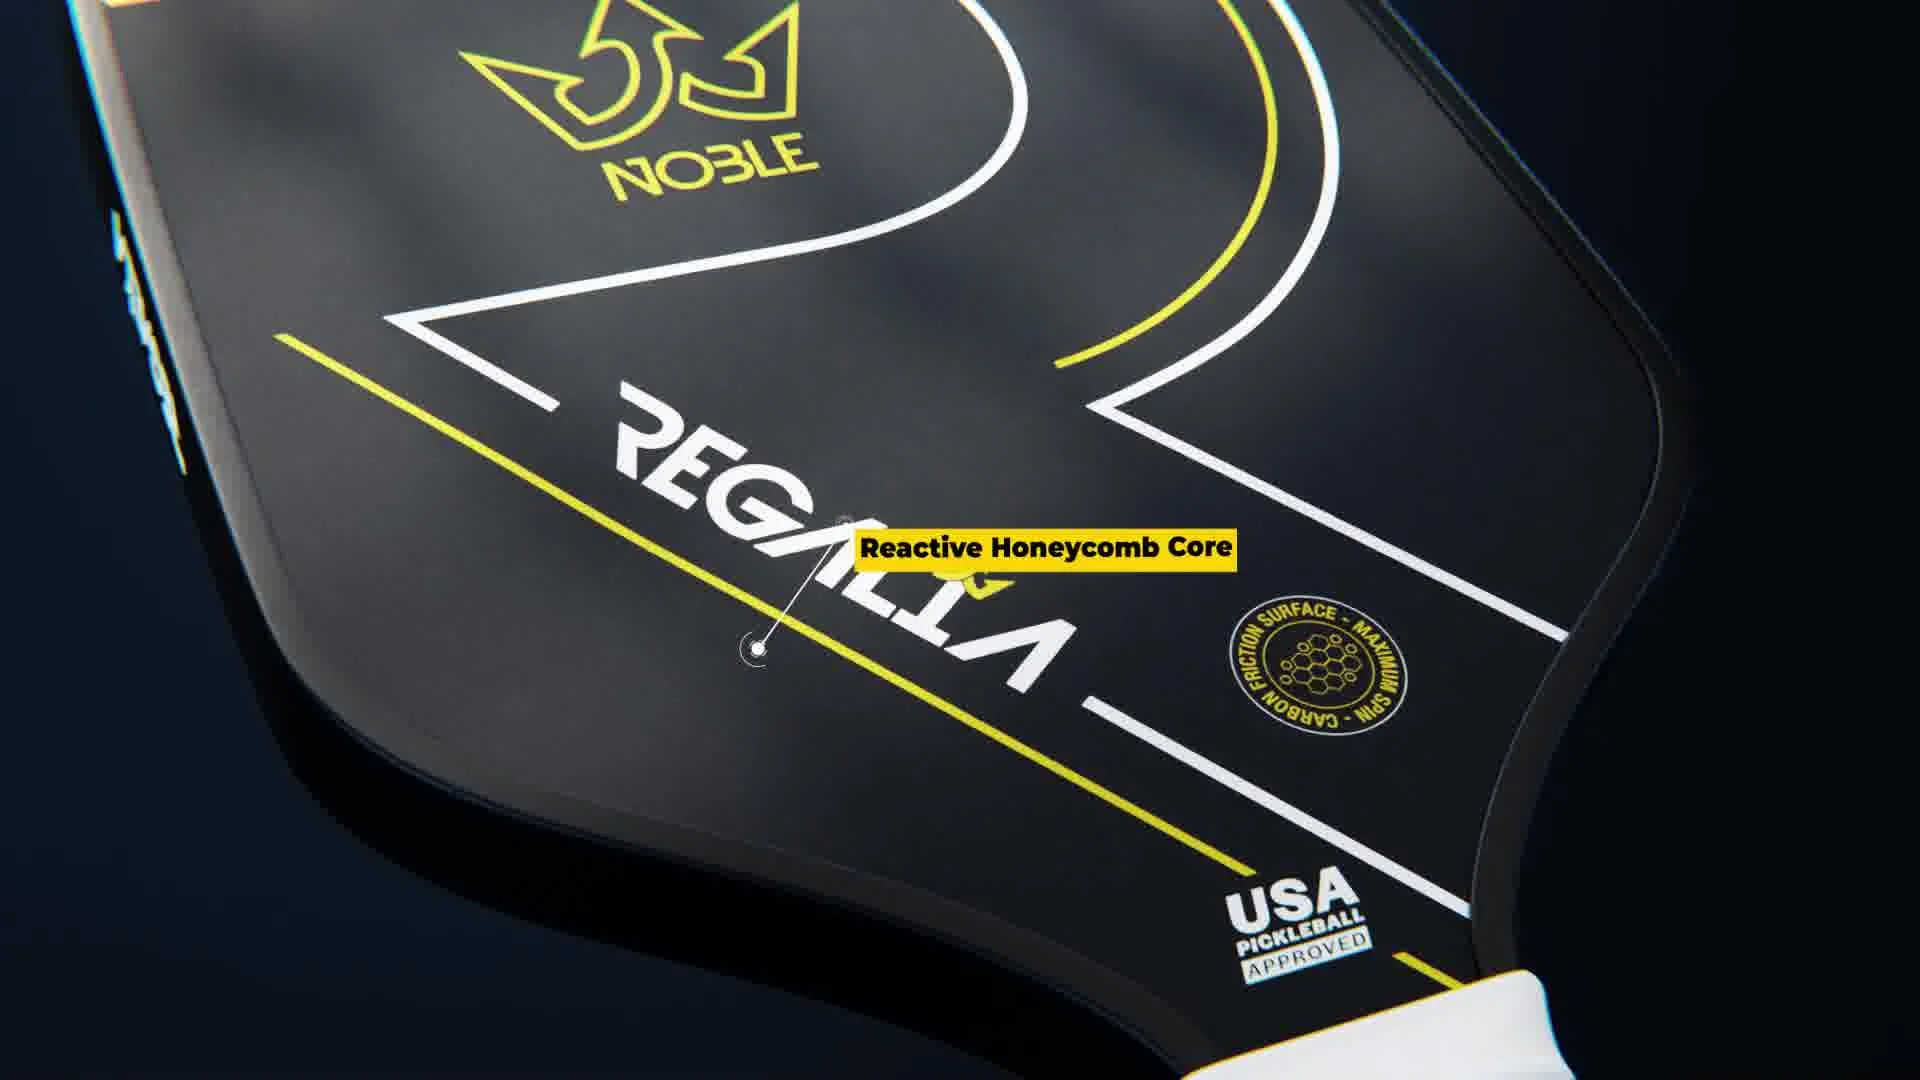 NOBLE
REGALIA
Reactive Honeycomb Core
CARBON FRICTION SURFACE - MAXIMUM SPIN -
USA
PICKLEBALL
APPROVED